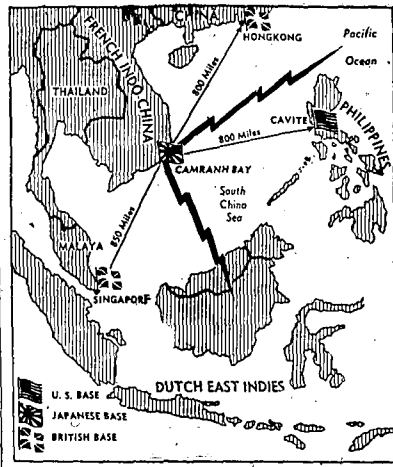 CHINA
HONGKONG
Pacific
Ocean
FRENCH INDO CHINA
THAILAND
800 Miles
PHILIPPINES
CAVITE
800 Miles
CAMRANH BAY
South
China
Sea
850 Miles
MALAYA
SINGAPORE
DUTCH EAST INDIES
U. S. BASE
JAPANESE BASE
BRITISH BASE